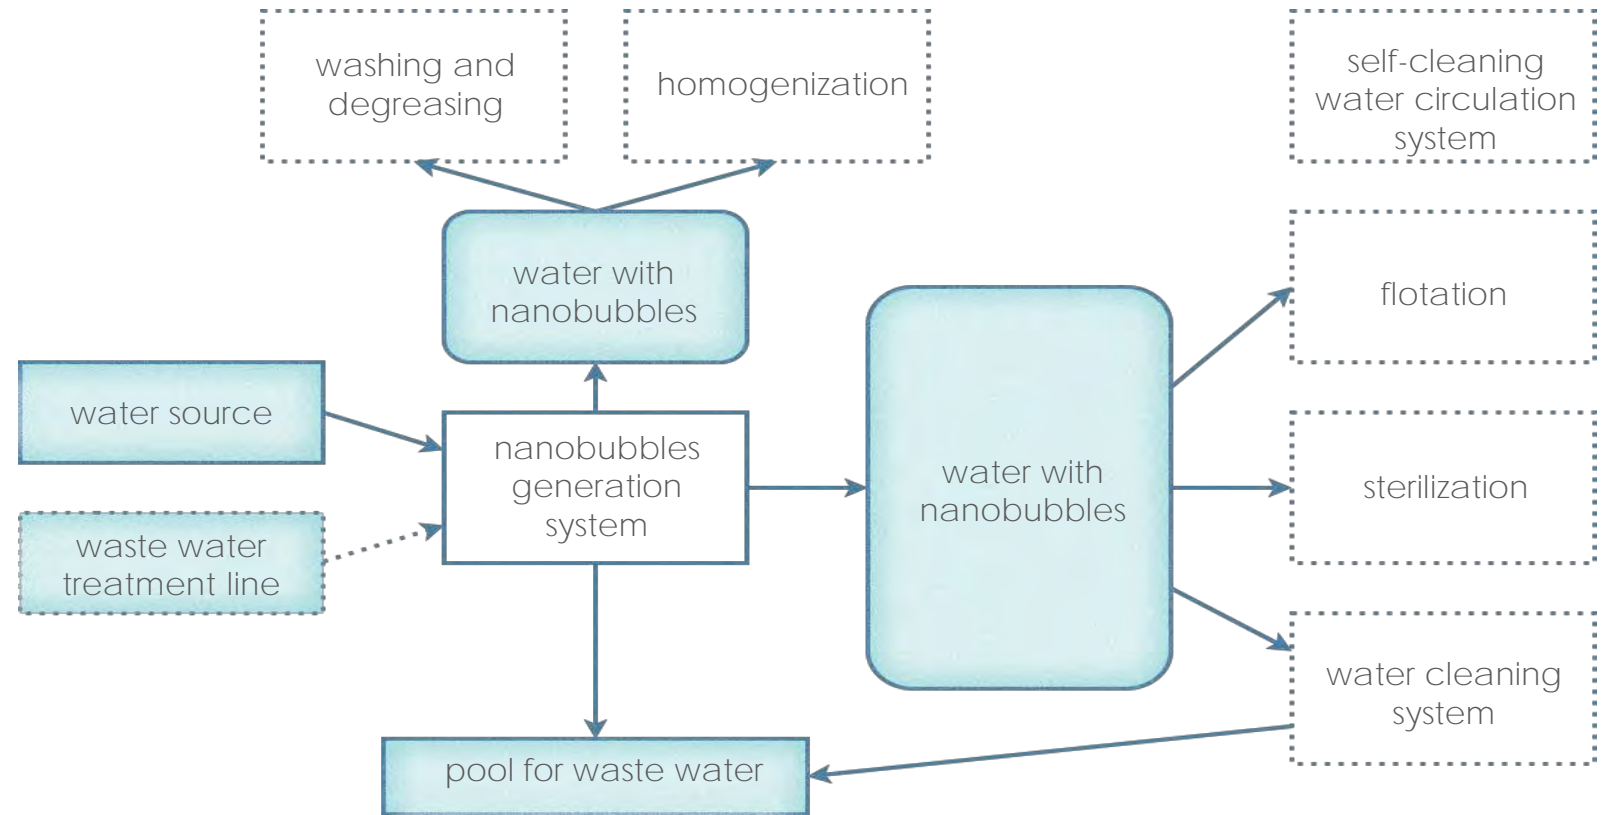 washing and
degreasing
homogenization
self-cleaning
water circulation
system
water with
nanobubbles
flotation
water source
nanobubbles
generation
system
water with
nanobubbles
sterilization
waste water
treatment line
water cleaning
system
pool for waste water